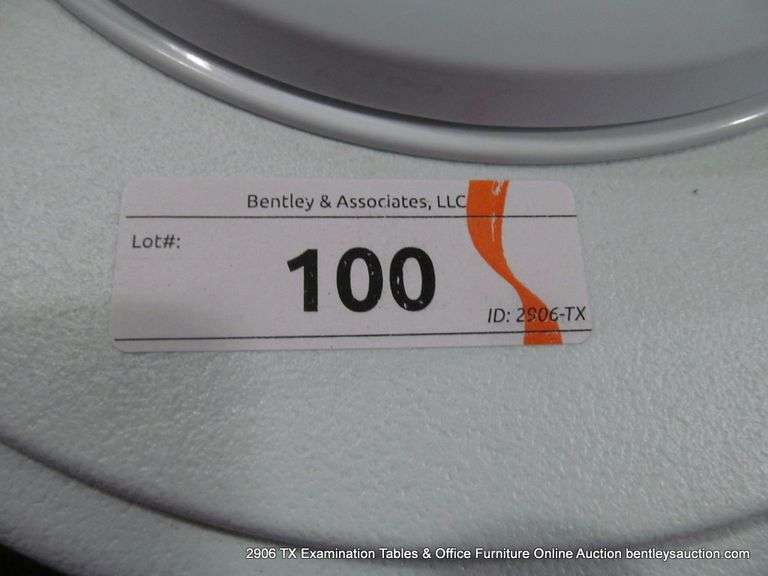 Bentley & Associates, LLC
Lot#:
100
ID: 2906-TX
2906 TX Examination Tables & Office Furniture Online Auction bentleysauction.com